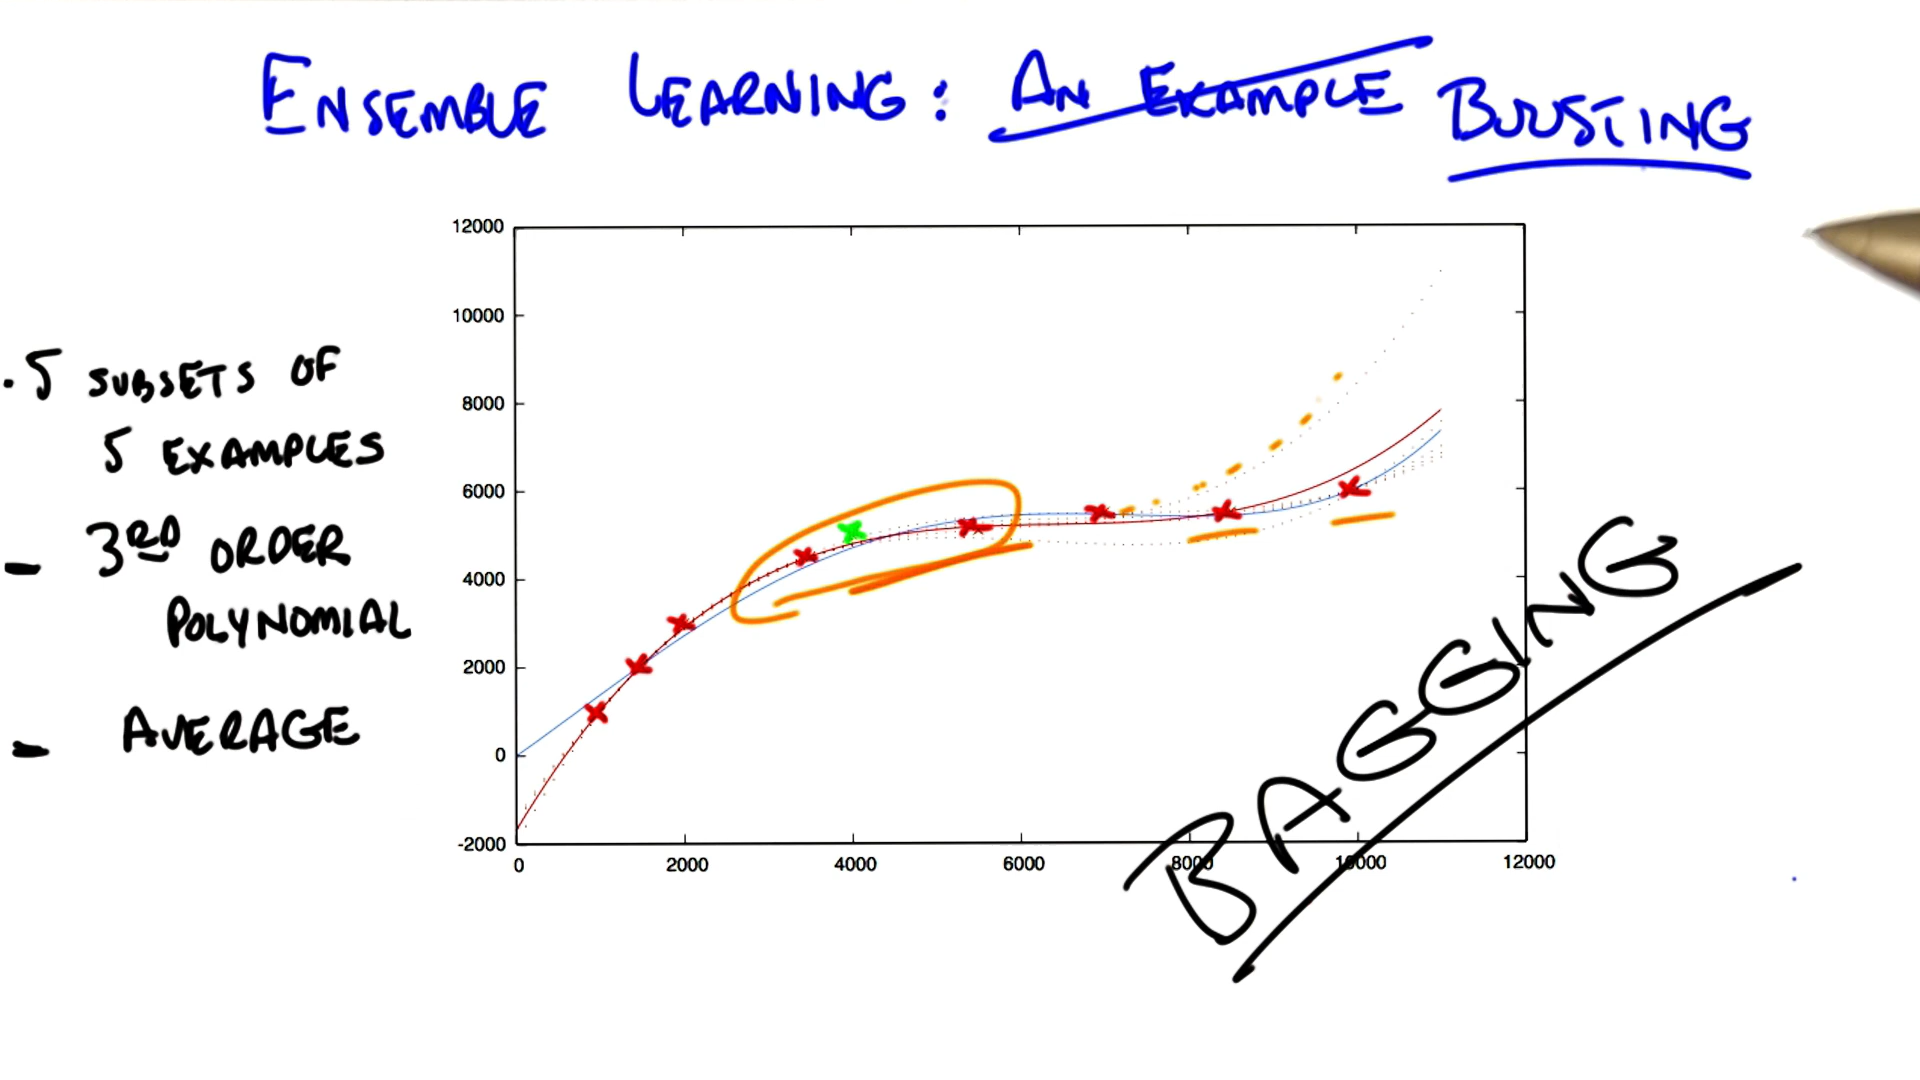 ENSEMBLE LEARNING: AN EXAMPLE BOOSTING
.5 SUBSETS OF
5 EXAMPLES
- 3RD ORDER
POLYNOMIAL
- AVERAGE
12000
10000
8000
6000
4000
2000
0
-2000
0 2000 4000 6000 8000 10000 12000
BAGGING